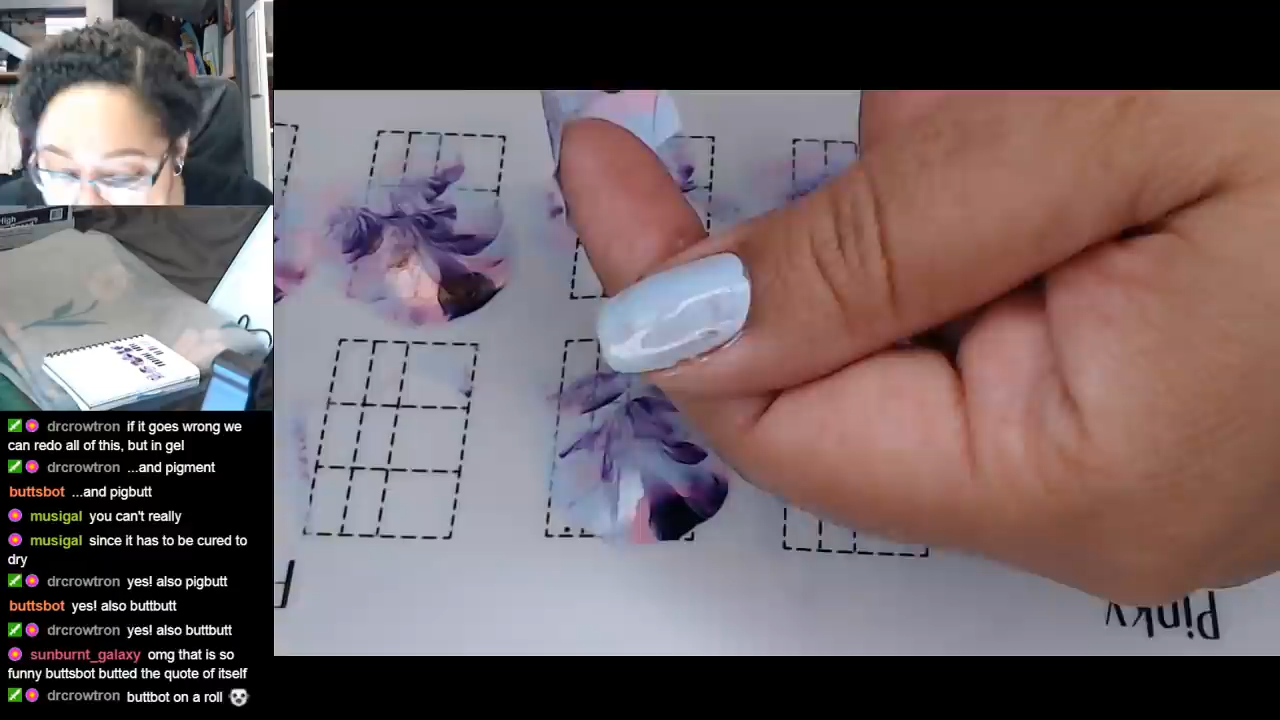 High
drcrowtron if it goes wrong we
can redo all of this, but in gel
drcrowtron ...and pigment
buttsbot ...and pigbutt
musigal you can't really
musigal since it has to be cured to
dry
drcrowtron yes! also pigbutt
buttsbot yes! also buttbutt
drcrowtron yes! also buttbutt
sunburnt_galaxy omg that is so
funny buttsbot butted the quote of itself
drcrowtron buttbot on a roll
Pinky